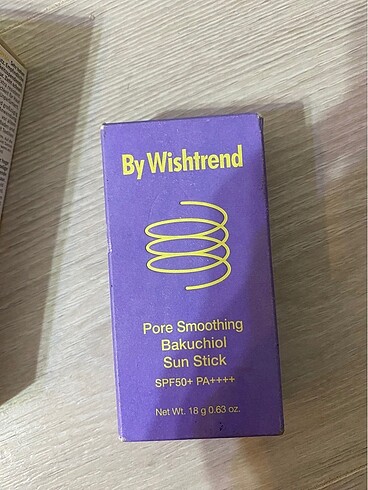 By Wishtrend
Pore Smoothing
Bakuchiol
Sun Stick
SPF50+ PA++++
Net Wt. 18 g 0.63 oz.